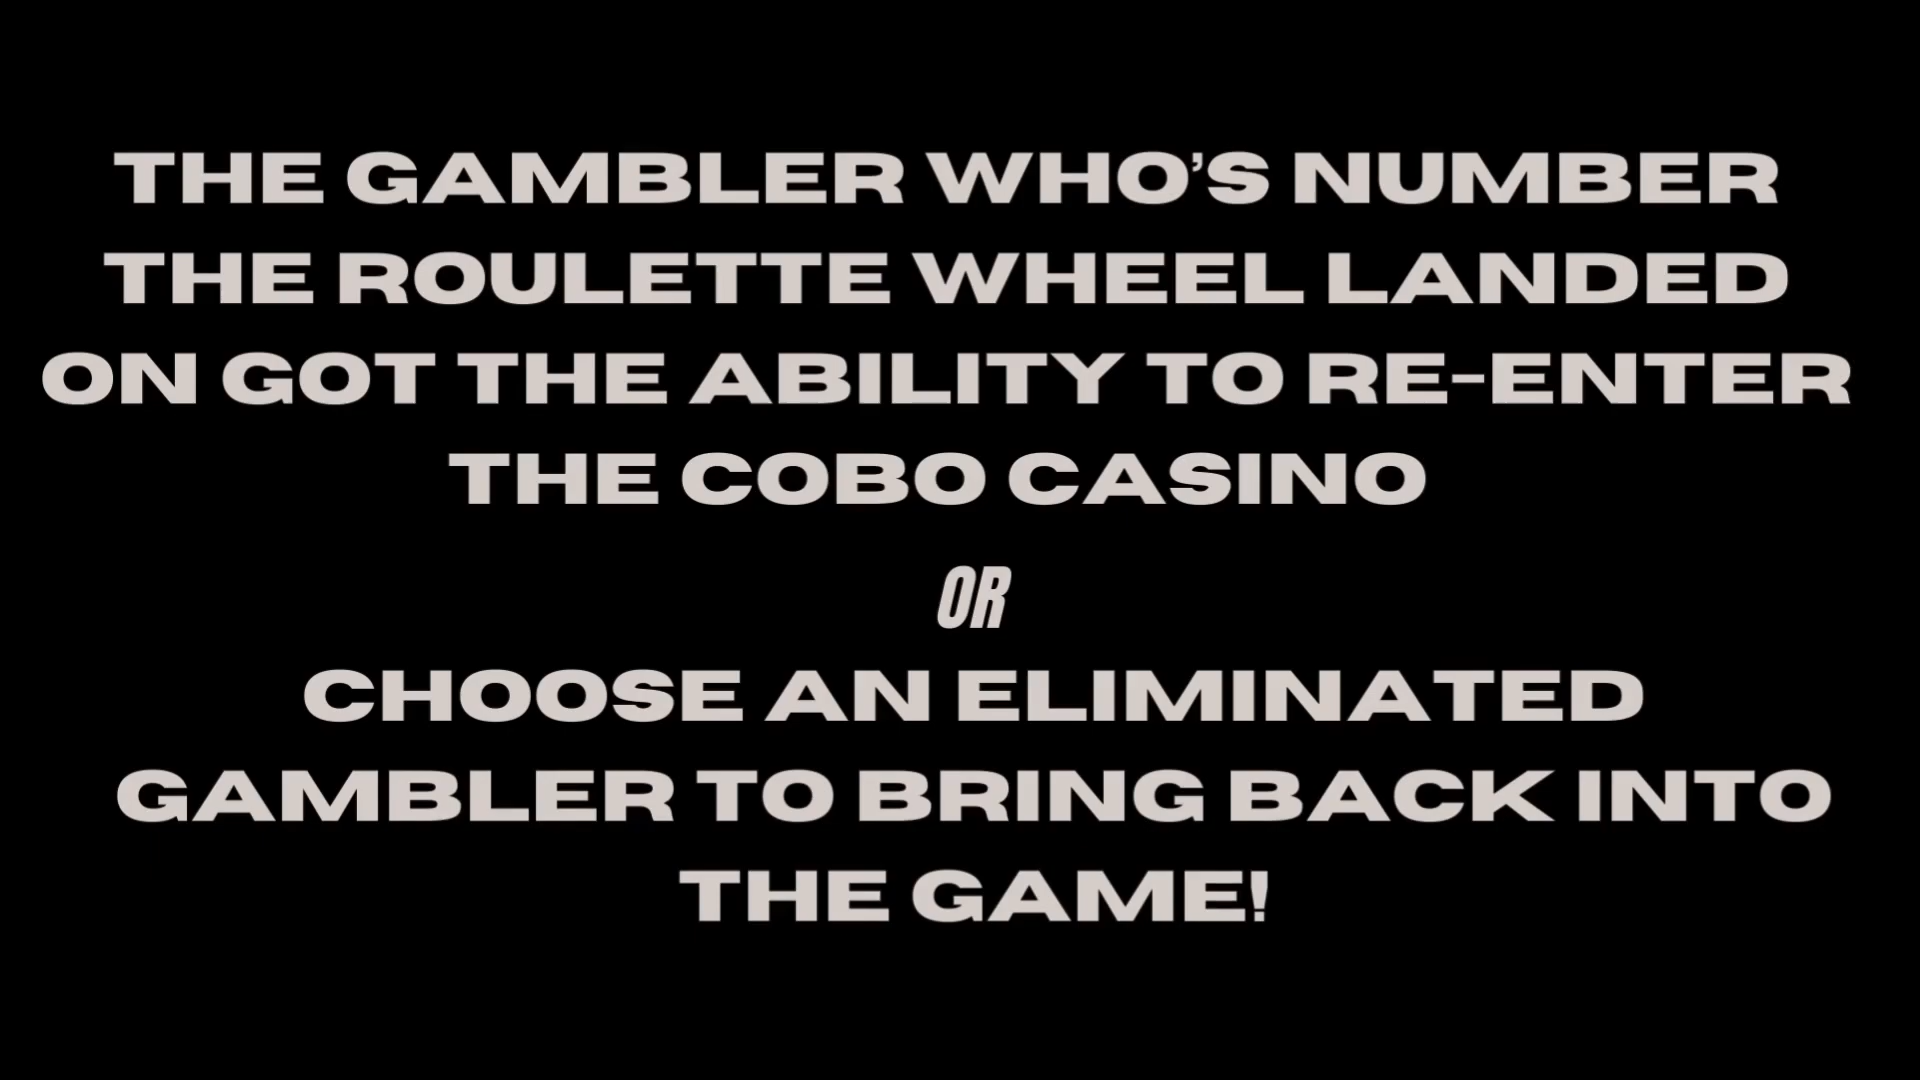 THE GAMBLER WHO'S NUMBER
THE ROULETTE WHEEL LANDED
ON GOT THE ABILITY TO RE-ENTER
THE COBO CASINO
OR
CHOOSE AN ELIMINATED
GAMBLER TO BRING BACK INTO
THE GAME!